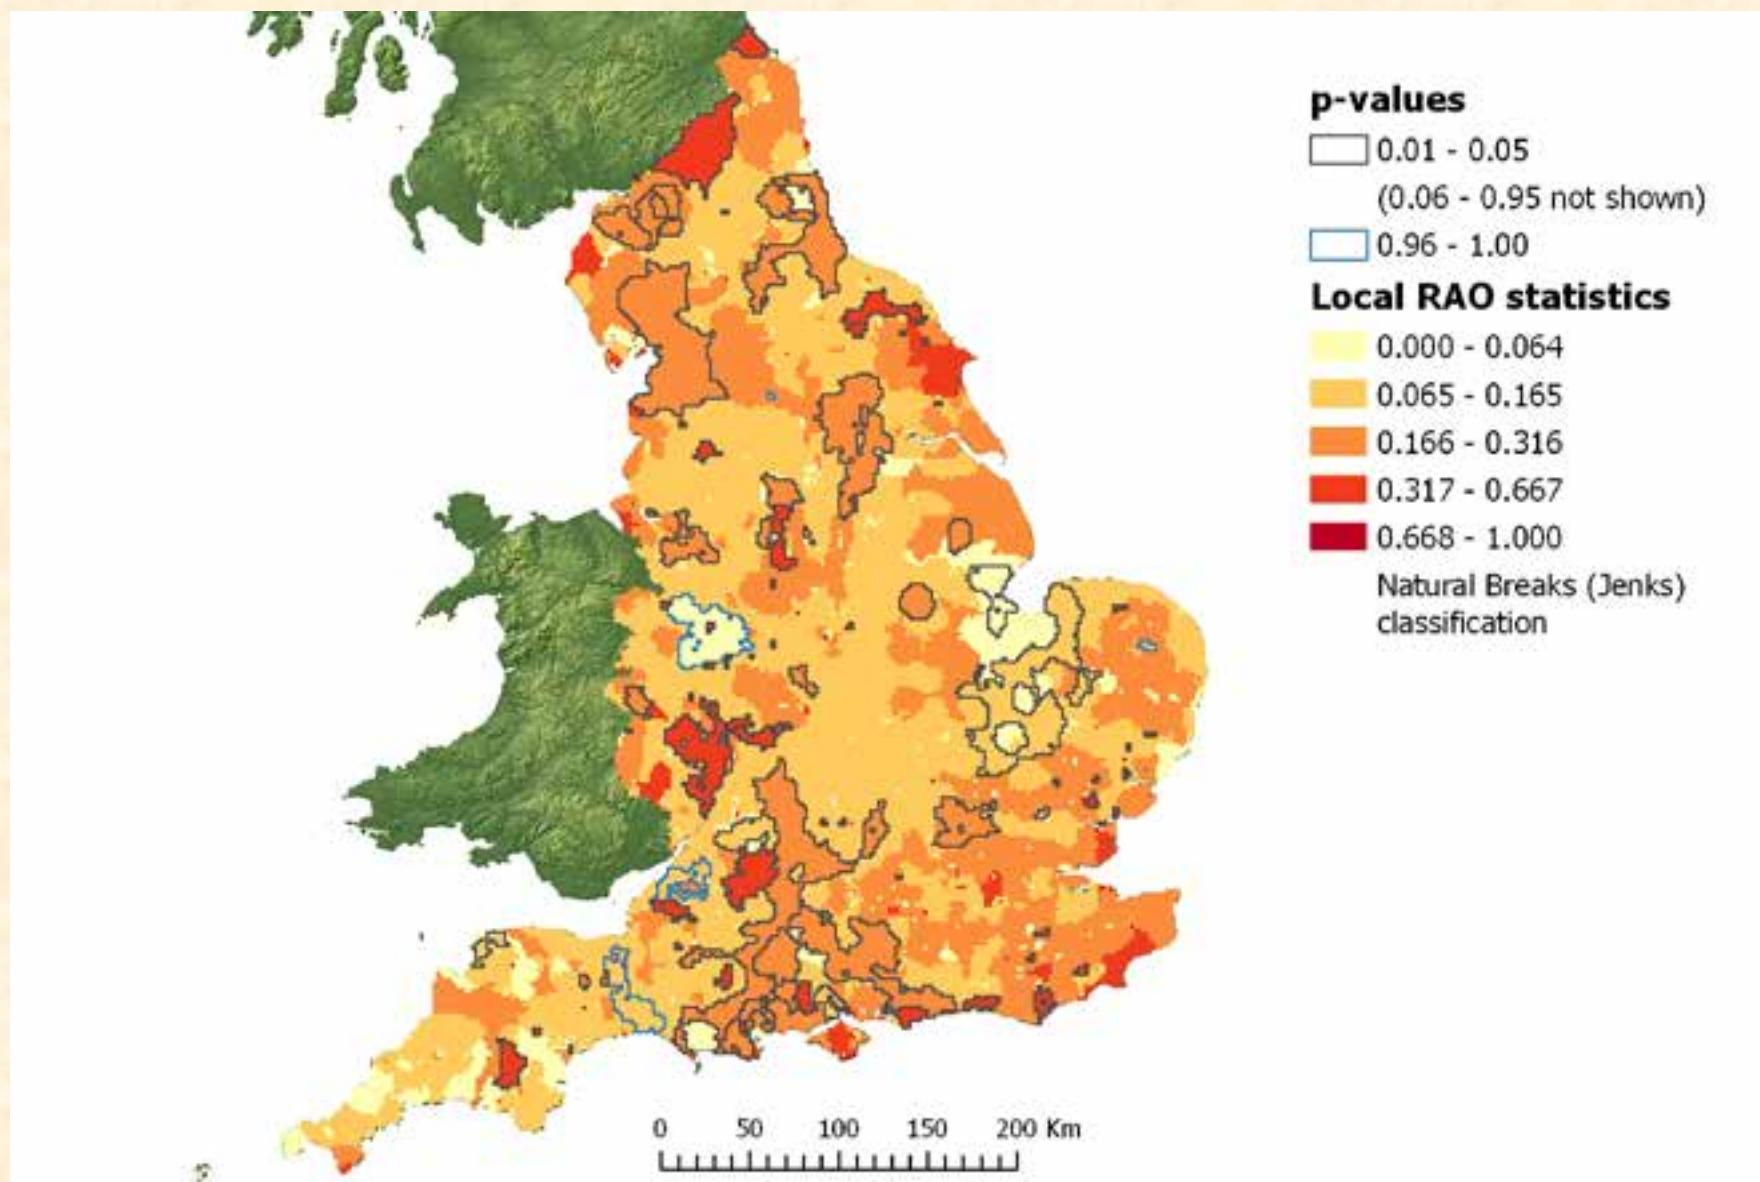 p-values
0.01 - 0.05
(0.06 - 0.95 not shown)
0.96 - 1.00
Local RAO statistics
0.000 - 0.064
0.065 - 0.165
0.166 - 0.316
0.317 - 0.667
0.668 - 1.000
Natural Breaks (Jenks)
classification
0 50 100 150 200 Km